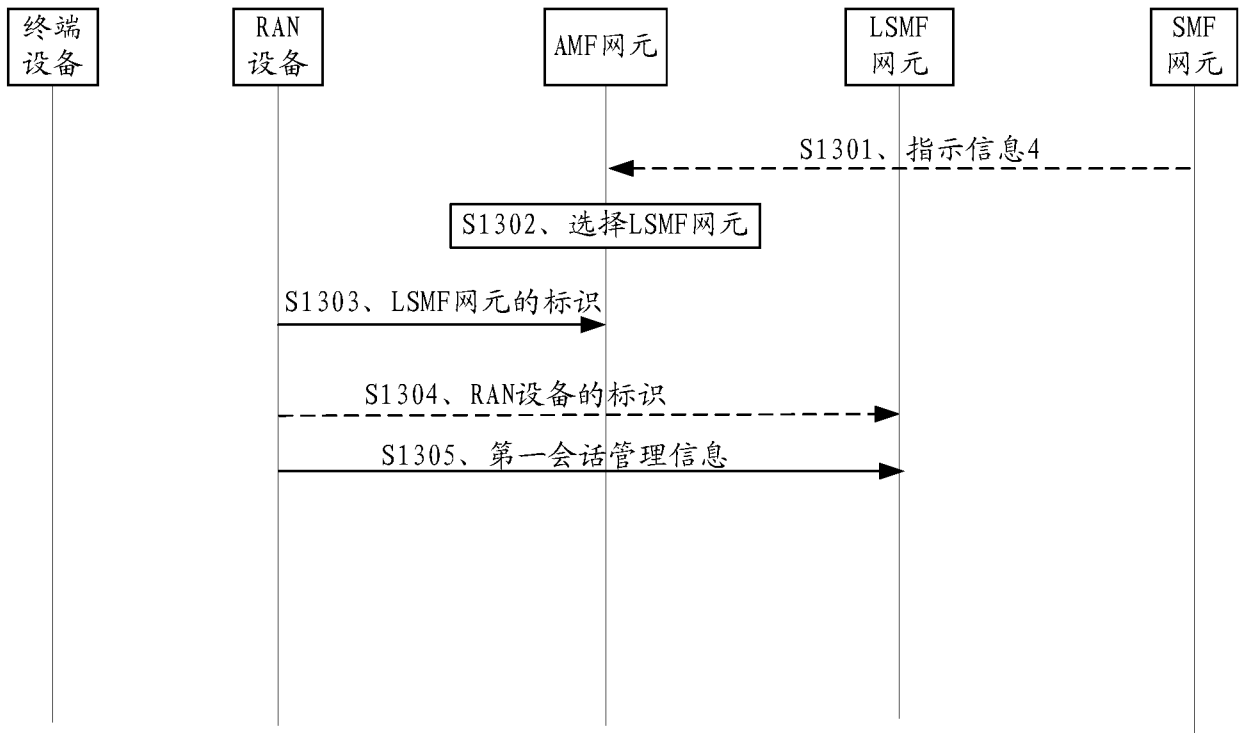 终端
设备
RAN
设备
AMF网元
LSMF
网元
SMF
网元
S1301、指示信息4
S1302、选择LSMF网元
S1303、LSMF网元的标识
S1304、RAN设备的标识
S1305、第一会话管理信息